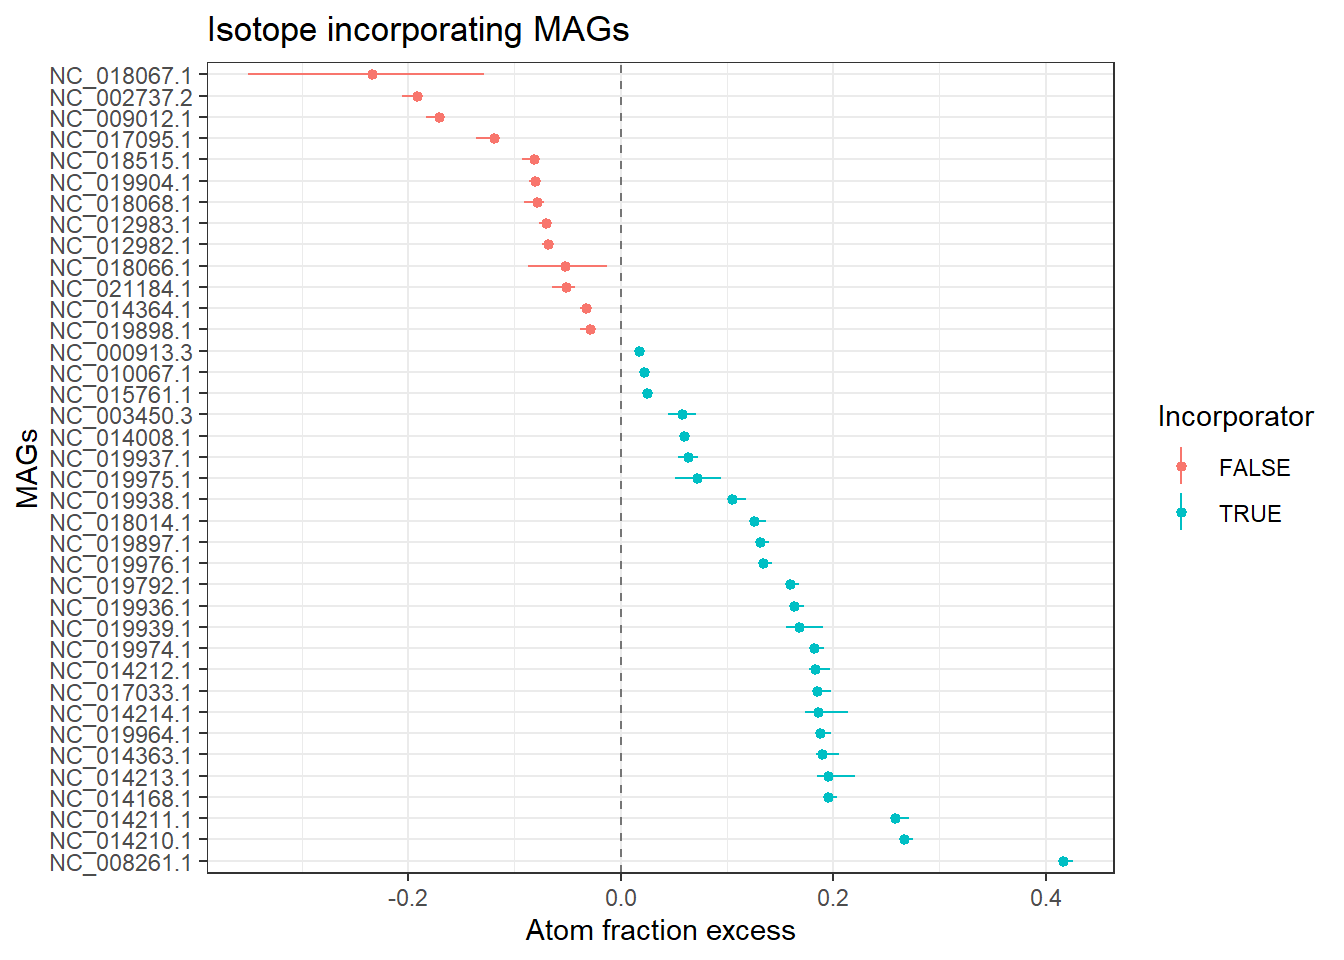 Isotope incorporating MAGs
NC_018067.1
NC_002737.2
NC_009012.1
NC_017095.1
NC_018515.1
NC_019904.1
NC_018068.1
NC_012983.1
NC_012982.1
NC_018066.1
NC_021184.1
NC_014364.1
NC_019898.1
NC_000913.3
NC_010067.1
NC_015761.1
NC_003450.3
NC_014008.1
NC_019937.1
NC_019975.1
NC_019938.1
NC_018014.1
NC_019897.1
NC_019976.1
NC_019792.1
NC_019936.1
NC_019939.1
NC_019974.1
NC_014212.1
NC_017033.1
NC_014214.1
NC_019964.1
NC_014363.1
NC_014213.1
NC_014168.1
NC_014211.1
NC_014210.1
NC_008261.1
MAGs
-0.2 0.0 0.2 0.4
Atom fraction excess
Incorporator
FALSE
TRUE